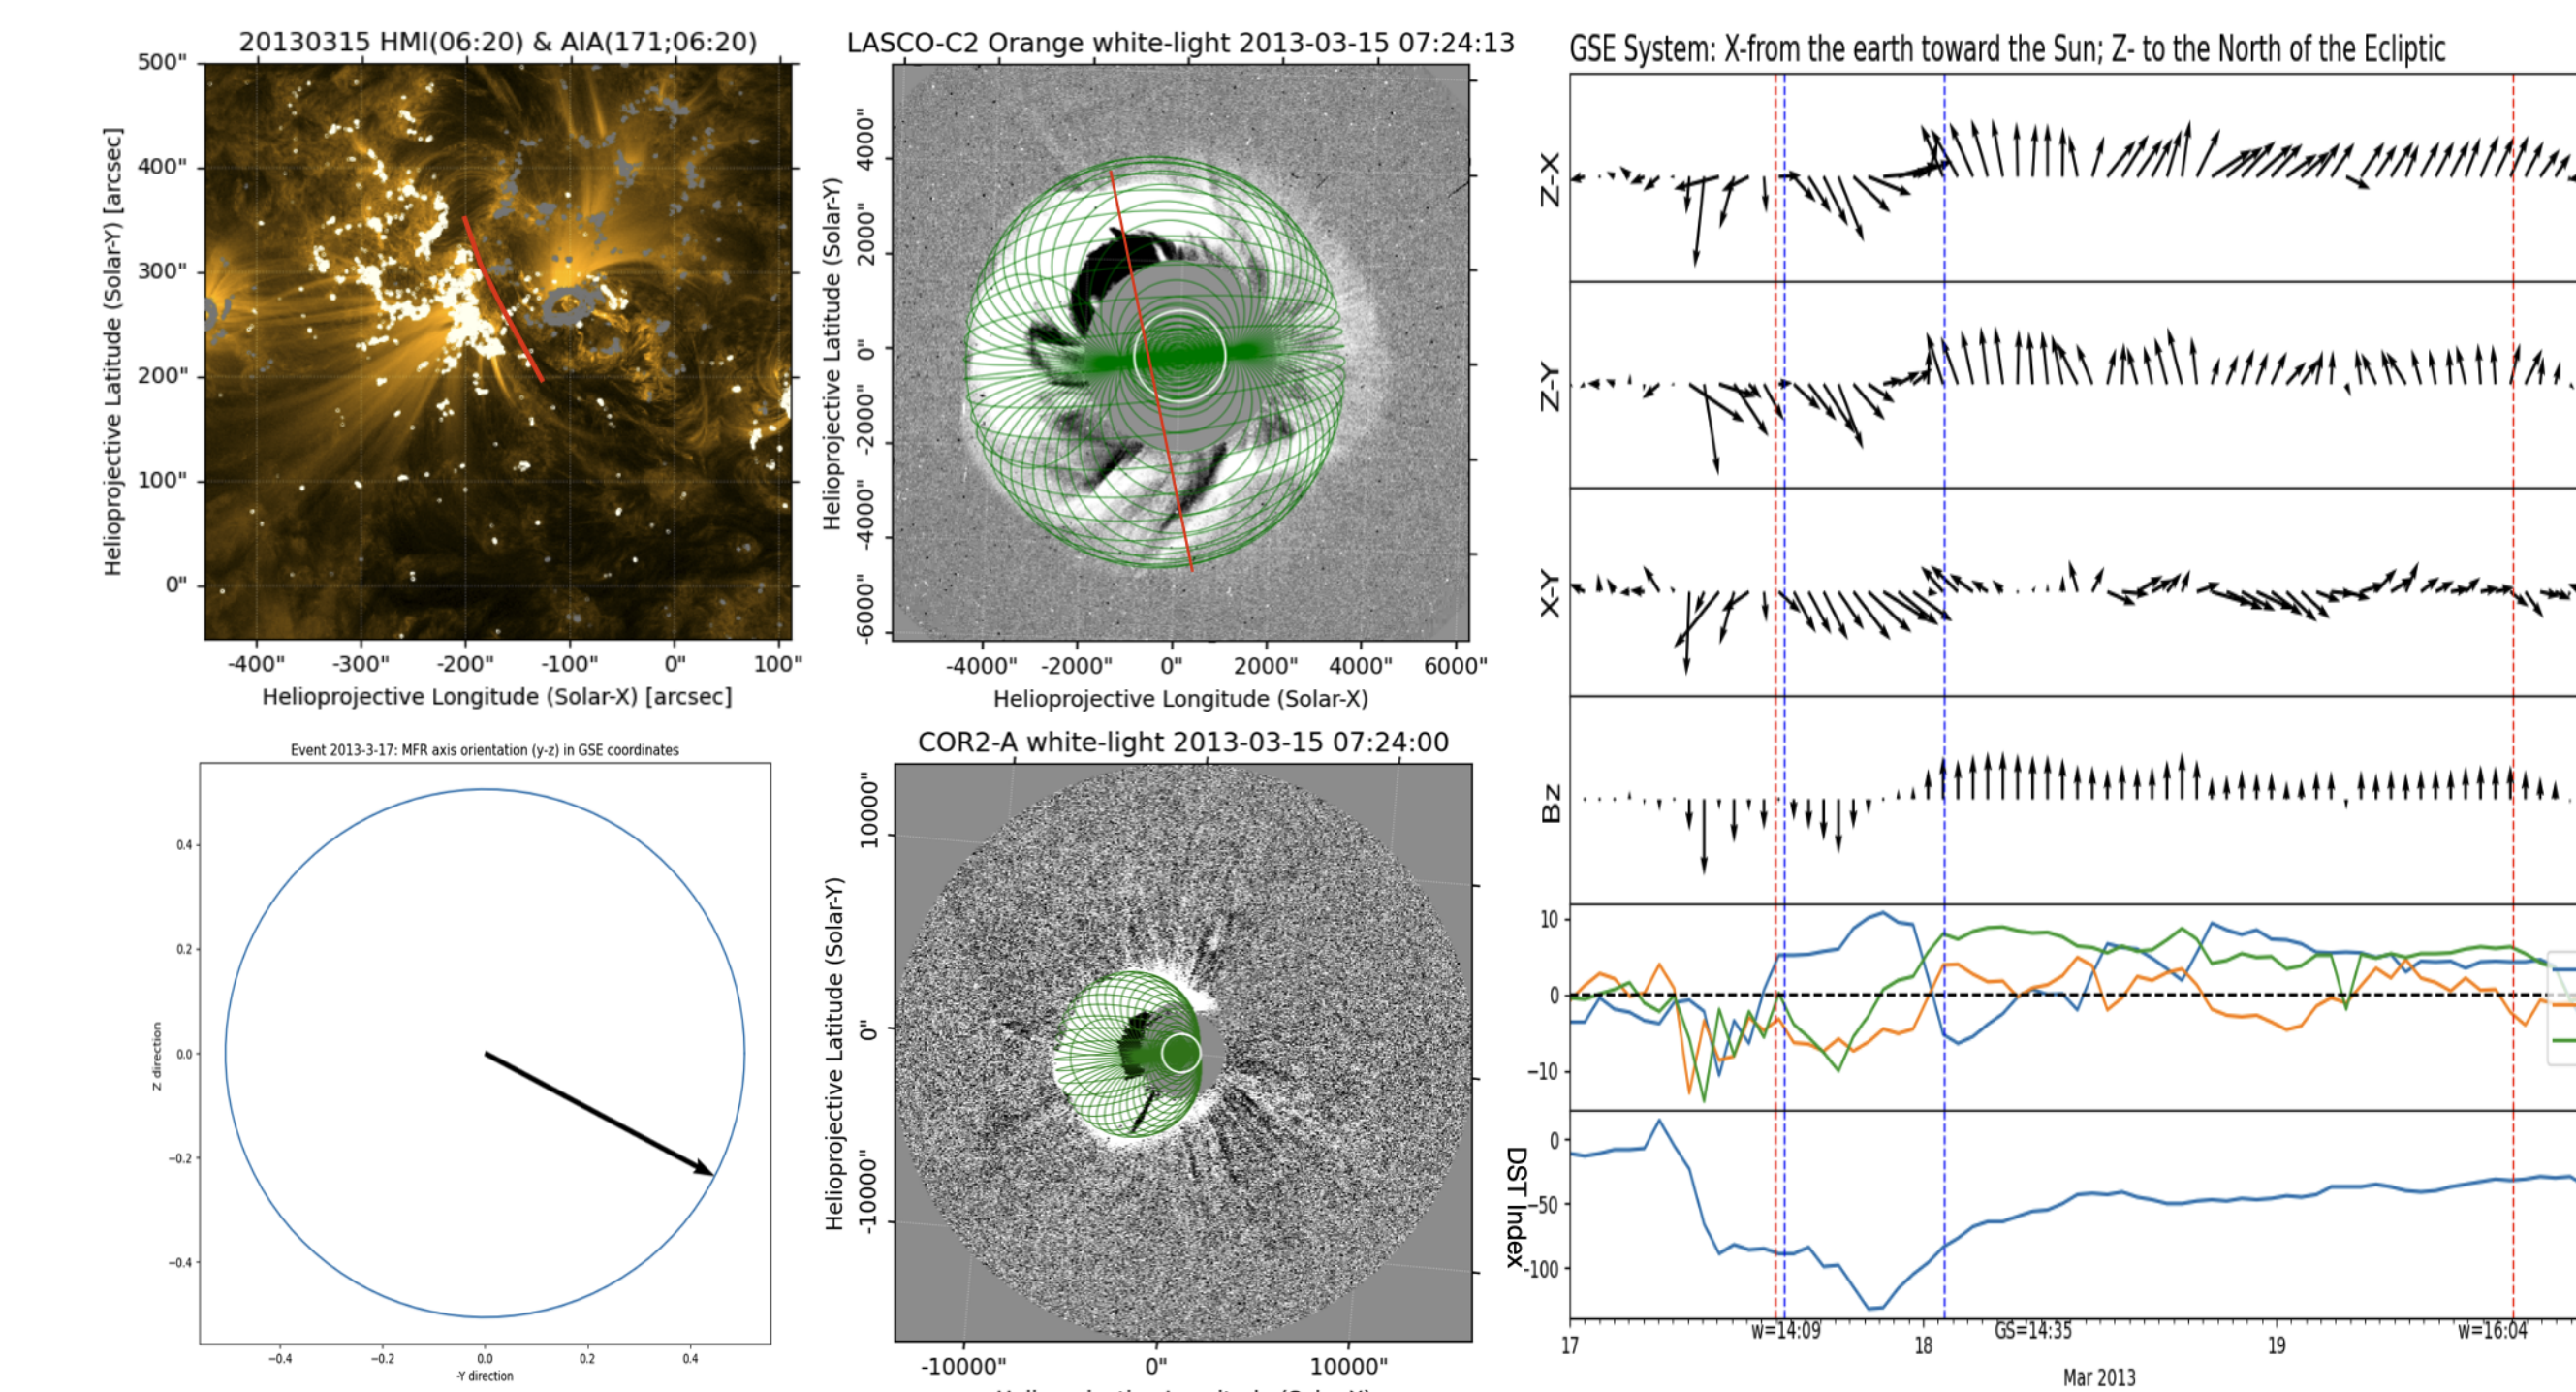 20130315 HMI(06:20) & AIA(171;06:20)
500"
400"
300"
200"
100"
0"
Helioprojective Latitude (Solar-Y) [arcsec]
-400"
-300"
-200"
-100"
0"
100"
Helioprojective Longitude (Solar-X) [arcsec]
LASCO-C2 Orange white-light 2013-03-15 07:24:13
4000"
2000"
0"
-2000"
-4000"
-6000"
Helioprojective Latitude (Solar-Y)
-4000"
-2000"
0"
2000"
4000"
6000"
Helioprojective Longitude (Solar-X)
Event 2013-3-17: MFR axis orientation (y-z) in GSE coordinates
0.4
0.2
0.0
−0.2
−0.4
Z direction
−0.4
−0.2
0.0
0.2
0.4
-Y direction
COR2-A white-light 2013-03-15 07:24:00
10000"
0"
-10000"
Helioprojective Latitude (Solar-Y)
-10000"
0"
10000"
GSE System: X-from the earth toward the Sun; Z- to the North of the Ecliptic
Z-X
Z-Y
X-Y
Bz
10
0
−10
0
−50
-100
DST Index
w=14:09
GS=14:35
w=16:04
17
18
19
Mar 2013